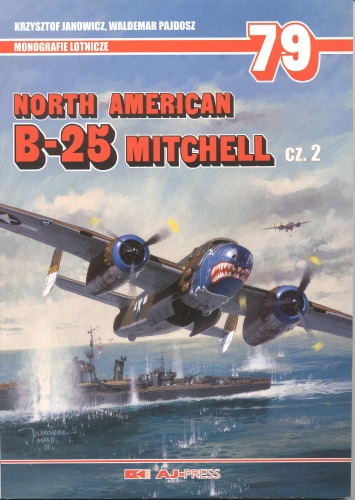 KRZYSZTOF JANOWICZ, WALDEMAR PAJDOSZ
MONOGRAFIE LOTNICZE
79
NORTH AMERICAN
B-25 MITCHELL cz. 2
AJ-PRESS